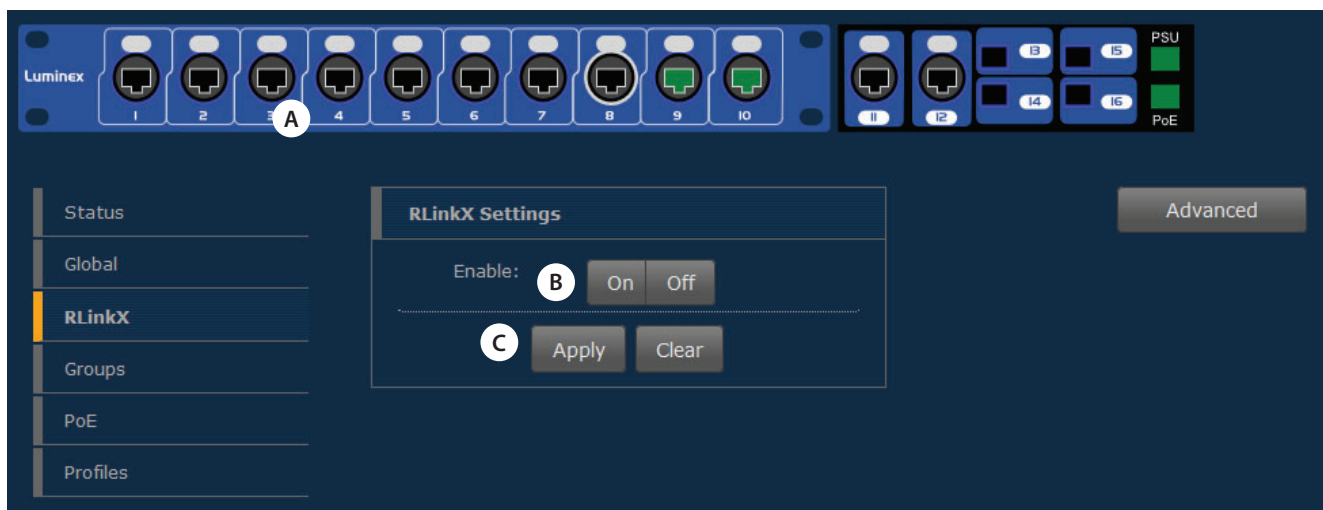 PSU
13 15
Luminex
A
1 2 3 4 5 6 7 8 9 10 11 12 14 16 PoE
Status
Global
RLinkX
Groups
PoE
Profiles
RLinkX Settings
Enable:
B
On Off
C
Apply Clear
Advanced